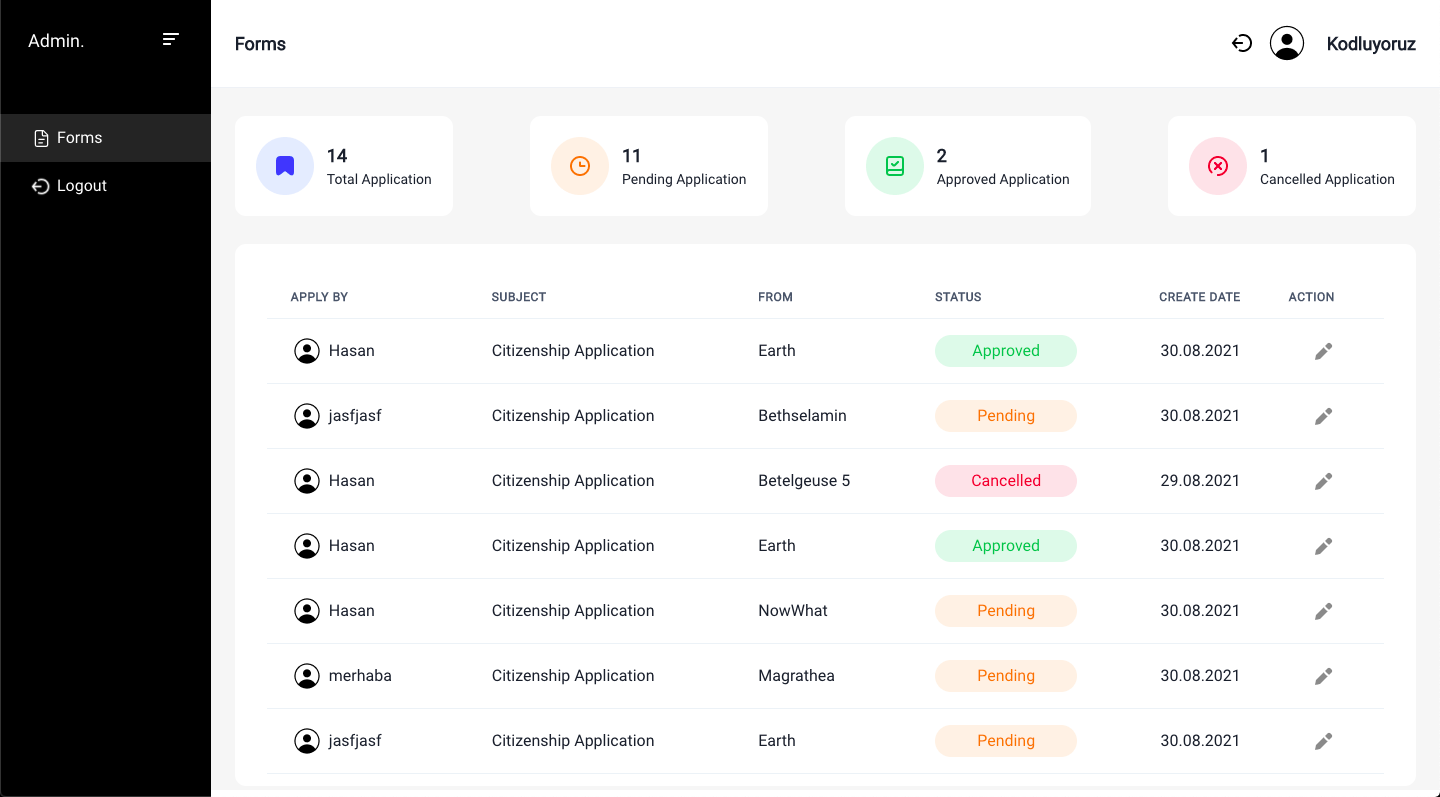 Admin.
Forms
Logout
Forms
Kodluyoruz
14
Total Application
11
Pending Application
2
Approved Application
1
Cancelled Application
APPLY BY SUBJECT FROM STATUS CREATE DATE ACTION
Hasan Citizenship Application Earth Approved 30.08.2021
jasfjasf Citizenship Application Bethselamin Pending 30.08.2021
Hasan Citizenship Application Betelgeuse 5 Cancelled 29.08.2021
Hasan Citizenship Application Earth Approved 30.08.2021
Hasan Citizenship Application NowWhat Pending 30.08.2021
merhaba Citizenship Application Magrathea Pending 30.08.2021
jasfjasf Citizenship Application Earth Pending 30.08.2021